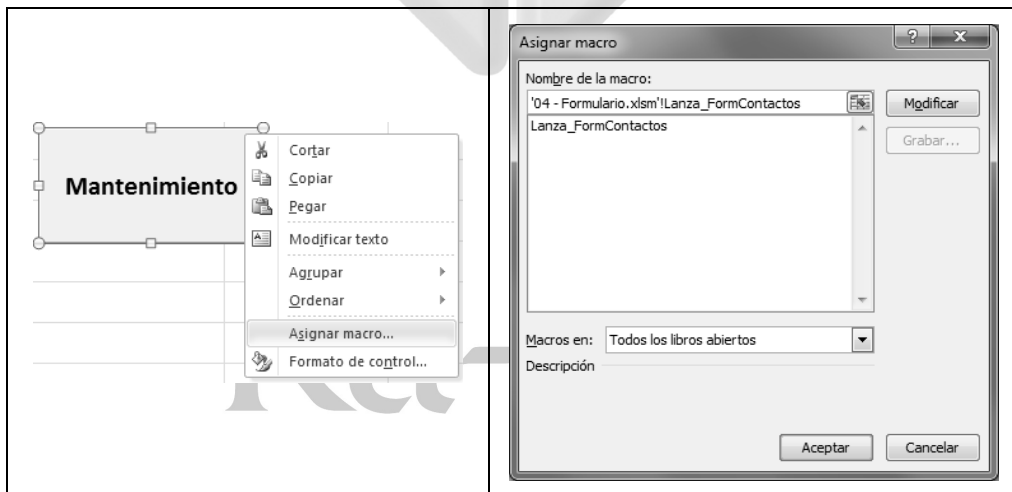 Mantenimiento
Cortar
Copiar
Pegar
Modificar texto
Agrupar
Ordenar
Asignar macro...
Formato de control...
Asignar macro
Nombre de la macro:
'04 - Formulario.xlsm'!Lanza_FormContactos
Modificar
Lanza_FormContactos
Grabar...
Macros en: Todos los libros abiertos
Descripción
Aceptar
Cancelar